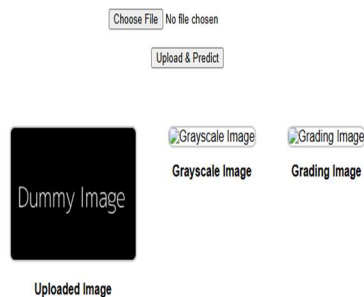 Choose File No file chosen
Upload & Predict
Dummy Image
Grayscale Image
Grading Image
Grayscale Image
Grading Image
Uploaded Image